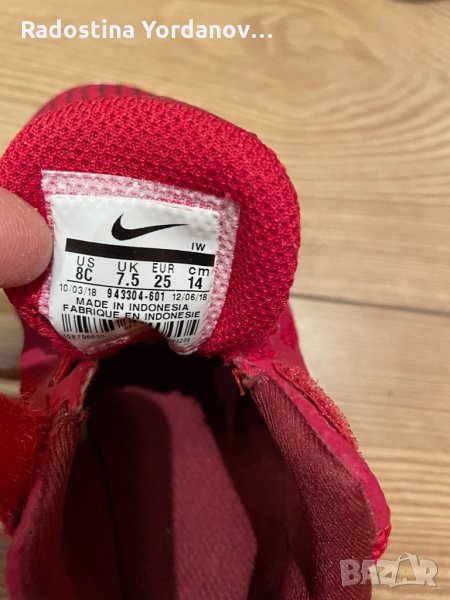 Radostina Yordanov...
IW
US UK EUR cm
8C 7.5 25 14
10/03/18 943304-601 12/06/18
MADE IN INDONESIA
FABRIQUE EN INDONESIE
bazar